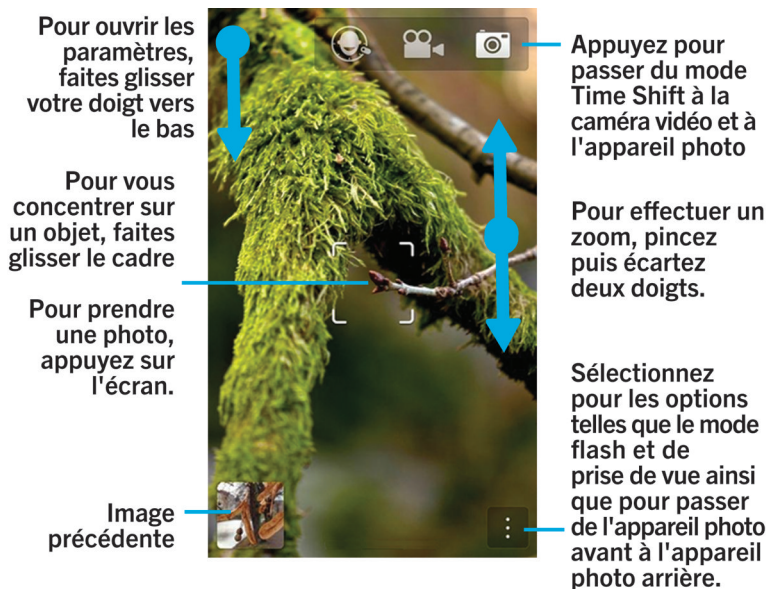 Pour ouvrir les
paramètres,
faites glisser
votre doigt vers
le bas
Pour vous
concentrer sur
un objet, faites
glisser le cadre
Pour prendre
une photo,
appuyez sur
l'écran.
Image
précédente
Appuyez pour
passer du mode
Time Shift à la
caméra vidéo et à
l'appareil photo
Pour effectuer un
zoom, pincez
puis écartez
deux doigts.
Sélectionnez
pour les options
telles que le mode
flash et de
prise de vue ainsi
que pour passer
de l'appareil photo
avant à l'appareil
photo arrière.